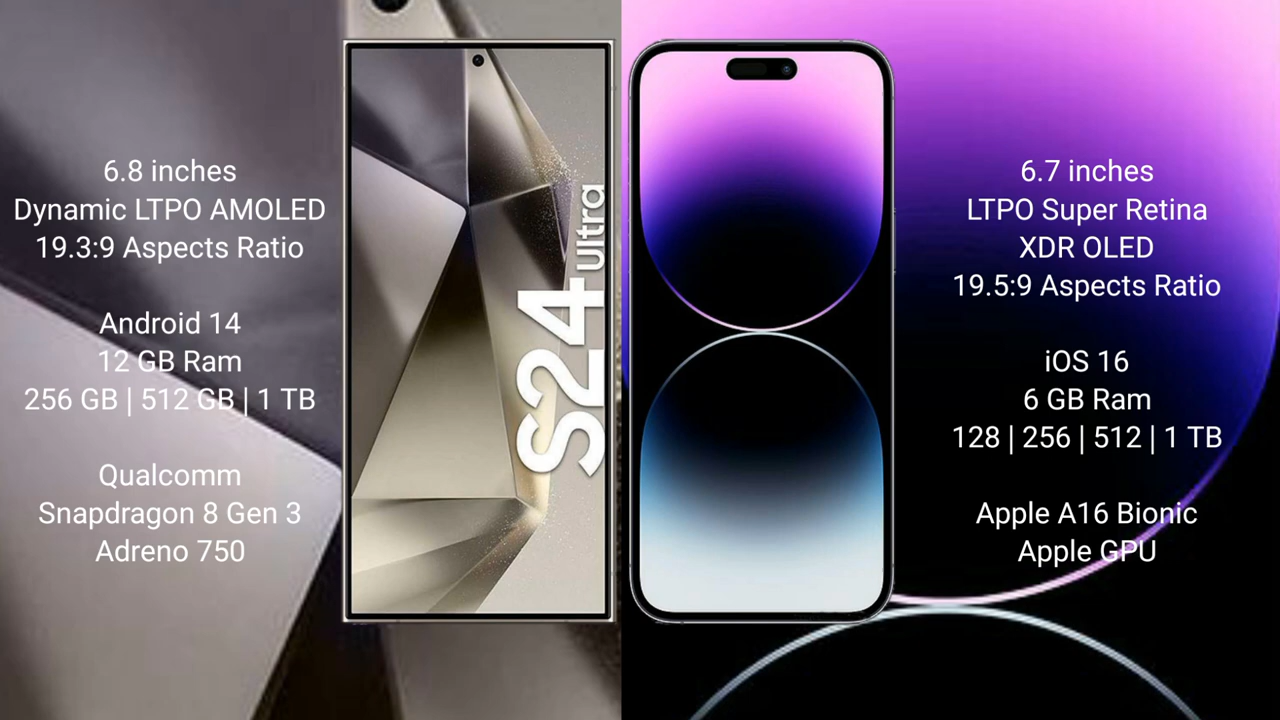 6.8 inches
Dynamic LTPO AMOLED
19.3:9 Aspects Ratio
Android 14
12 GB Ram
256 GB | 512 GB | 1 TB
Qualcomm
Snapdragon 8 Gen 3
Adreno 750
S24 ultra
6.7 inches
LTPO Super Retina
XDR OLED
19.5:9 Aspects Ratio
iOS 16
6 GB Ram
128 | 256 | 512 | 1 TB
Apple A16 Bionic
Apple GPU